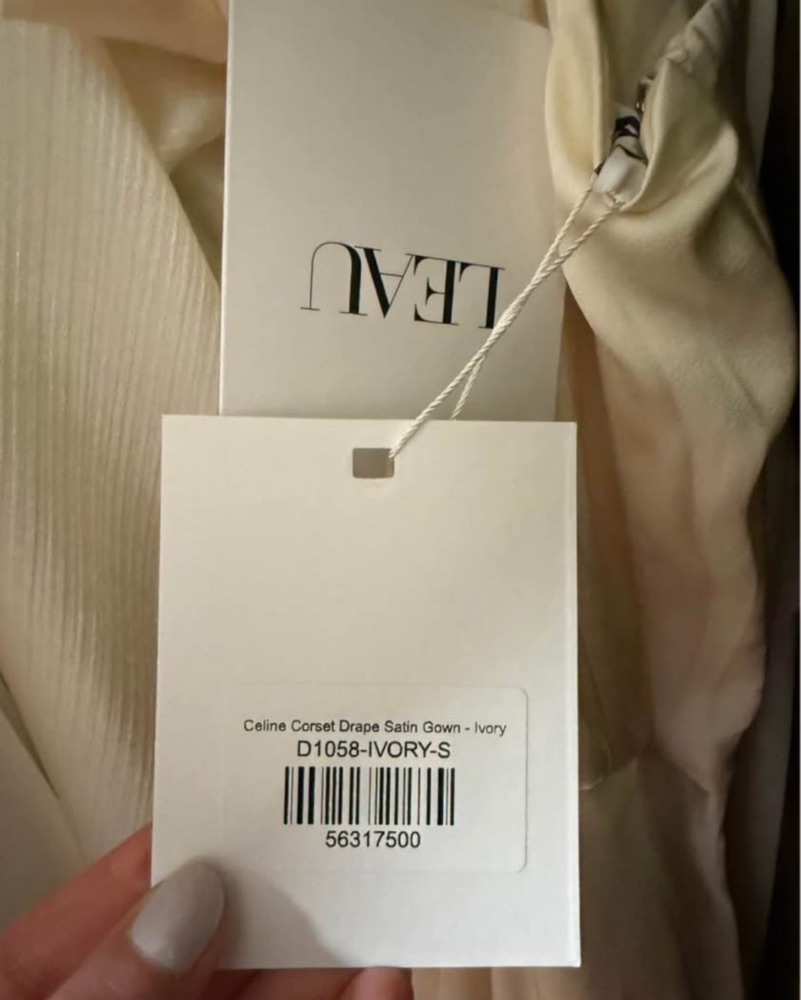 LEAU
Celine Corset Drape Satin Gown - Ivory
D1058-IVORY-S
56317500